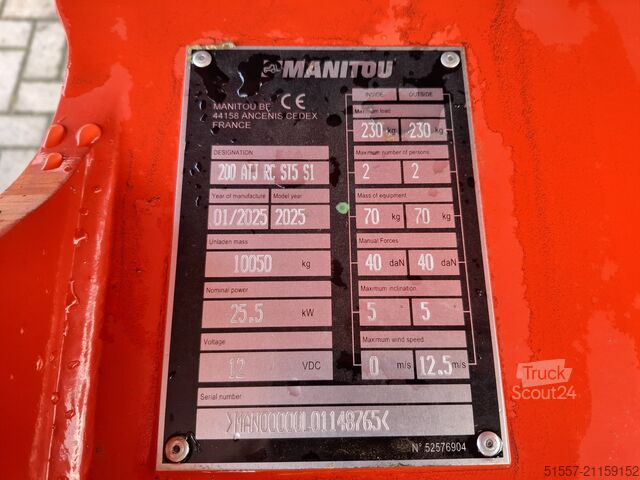 MANITOU
MANITOU BF CE
44158 ANCENIS CEDEX
FRANCE
DESIGNATION
200 ATJ RC ST5 S1
Year of manufacture Model year
01/2025 2025
Unladen mass
10050 kg
Nominal power
25.5 kW
Voltage
12 VDC
INSIDE OUTSIDE
Maximum load
230 kg 230 kg
Maximum number of persons
2 2
Mass of equipment
70 kg 70 kg
Manual Forces
40 daN 40 daN
Maximum inclination
5 5
Maximum wind speed
0 m/s 12.5 m/s
Serial number
>MAN00000L01148765<
N° 52576904
Truck
Scout24
51557-21159152